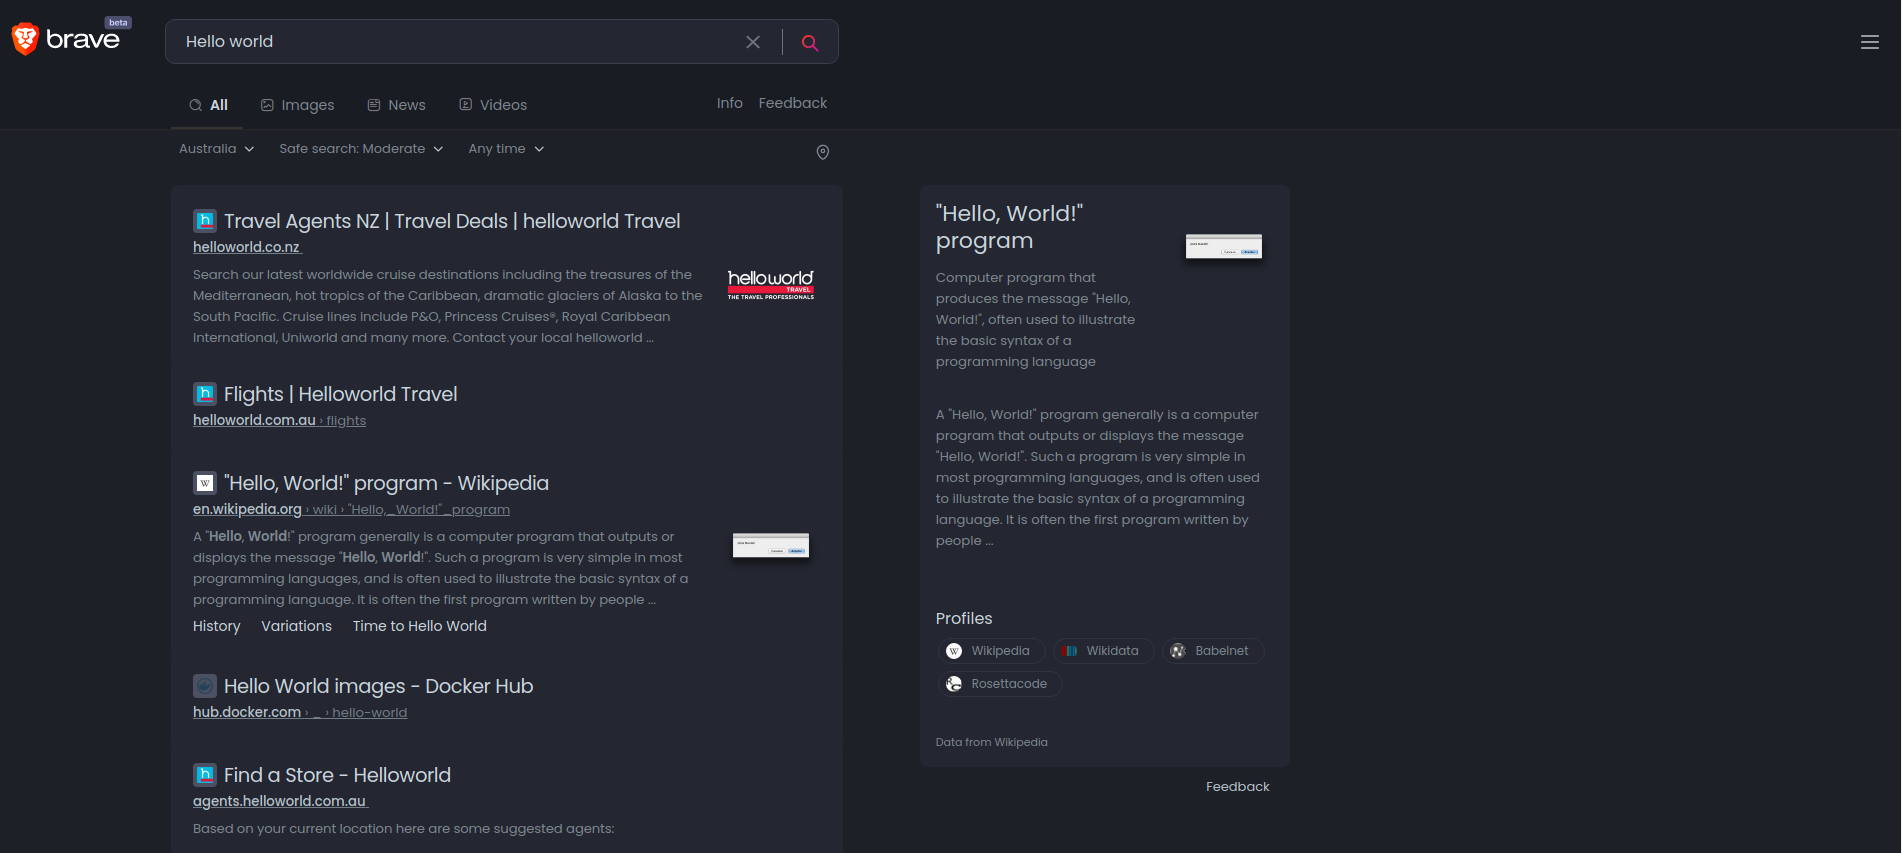 beta
brave
Hello world
All
Images
News
Videos
Info
Feedback
Australia
Safe search: Moderate
Any time
Travel Agents NZ | Travel Deals | helloworld Travel
helloworld.co.nz
Search our latest worldwide cruise destinations including the treasures of the
Mediterranean, hot tropics of the Caribbean, dramatic glaciers of Alaska to the
South Pacific. Cruise lines include P&O, Princess Cruises®, Royal Caribbean
International, Uniworld and many more. Contact your local helloworld ...
helloworld
TRAVEL
THE TRAVEL PROFESSIONALS
Flights | Helloworld Travel
helloworld.com.au › flights
"Hello, World!" program - Wikipedia
en.wikipedia.org › wiki › "Hello,_World!"_program
A "Hello, World!" program generally is a computer program that outputs or
displays the message "Hello, World!". Such a program is very simple in most
programming languages, and is often used to illustrate the basic syntax of a
programming language. It is often the first program written by people ...
History
Variations
Time to Hello World
Hello World images - Docker Hub
hub.docker.com › _ › hello-world
Find a Store - Helloworld
agents.helloworld.com.au
Based on your current location here are some suggested agents:
"Hello, World!"
program
Computer program that
produces the message "Hello,
World!", often used to illustrate
the basic syntax of a
programming language
A "Hello, World!" program generally is a computer
program that outputs or displays the message
"Hello, World!". Such a program is very simple in
most programming languages, and is often used
to illustrate the basic syntax of a programming
language. It is often the first program written by
people ...
Profiles
Wikipedia
Wikidata
Babelnet
Rosettacode
Data from Wikipedia
Feedback